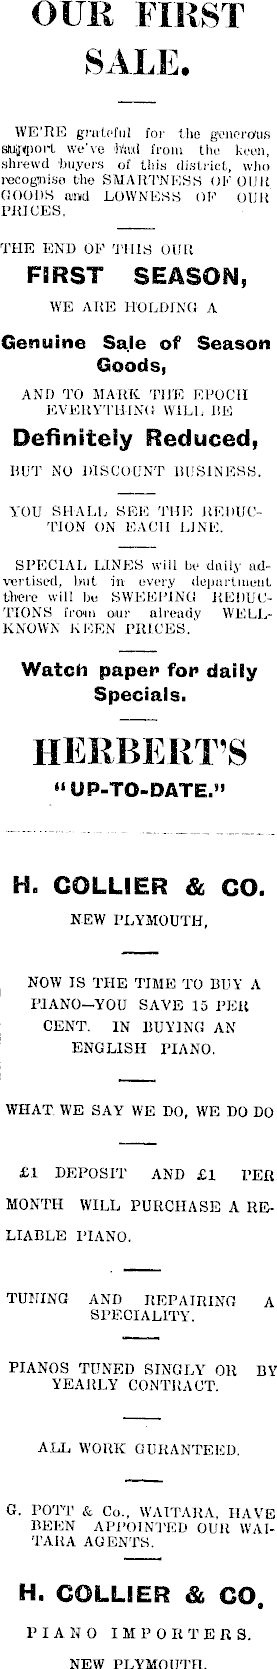 OUR FIRST
SALE.
WE'RE grateful for the generous
support we've had from the keen,
shrewd buyers of this district, who
recognise the SMARTNESS OF OUR
GOODS and LOWNESS OF OUR
PRICES.
THE END OF THIS OUR
FIRST SEASON,
WE ARE HOLDING A
Genuine Sale of Season
Goods,
AND TO MARK THE EPOCH
EVERYTHING WILL BE
Definitely Reduced,
BUT NO DISCOUNT BUSINESS.
YOU SHALL SEE THE REDUC-
TION ON EACH LINE.
SPECIAL LINES will be daily ad-
vertised, but in every department
there will be SWEEPING REDUC-
TIONS from our already WELL-
KNOWN KEEN PRICES.
Watch paper for daily
Specials.
HERBERT'S
"UP-TO-DATE."
H. COLLIER & CO.
NEW PLYMOUTH,
NOW IS THE TIME TO BUY A
PIANO—YOU SAVE 15 PER
CENT. IN BUYING AN
ENGLISH PIANO.
WHAT WE SAY WE DO, WE DO DO
£1 DEPOSIT AND £1 PER
MONTH WILL PURCHASE A RE-
LIABLE PIANO.
TUNING AND REPAIRING A
SPECIALITY.
PIANOS TUNED SINGLY OR BY
YEARLY CONTRACT.
ALL WORK GURANTEED.
G. POTT & Co., WAITARA, HAVE
BEEN APPOINTED OUR WAI-
TARA AGENTS.
H. COLLIER & CO.
PIANO IMPORTERS.
NEW PLYMOUTH.